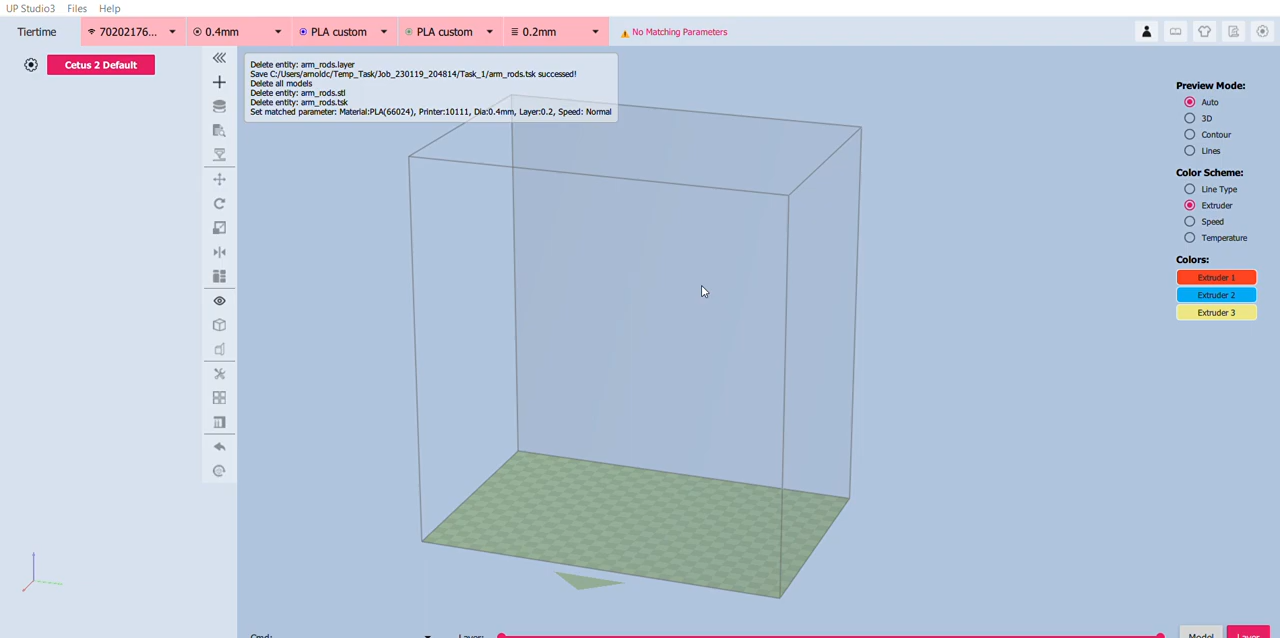 UP Studio3 Files Help
Tiertime 70202176... 0.4mm PLA custom PLA custom 0.2mm No Matching Parameters
Cetus 2 Default
Delete entity: arm_rods.layer
Save C:/Users/arnoldc/Temp_Task/Job_230119_204814/Task_1/arm_rods.tsk successed!
Delete all models
Delete entity: arm_rods.stl
Delete entity: arm_rods.tsk
Set matched parameter: Material:PLA(66024), Printer:10111, Dia:0.4mm, Layer:0.2, Speed: Normal
Preview Mode:
Auto
3D
Contour
Lines
Color Scheme:
Line Type
Extruder
Speed
Temperature
Colors:
Extruder 1
Extruder 2
Extruder 3
Cmd: Layer: Model Layer